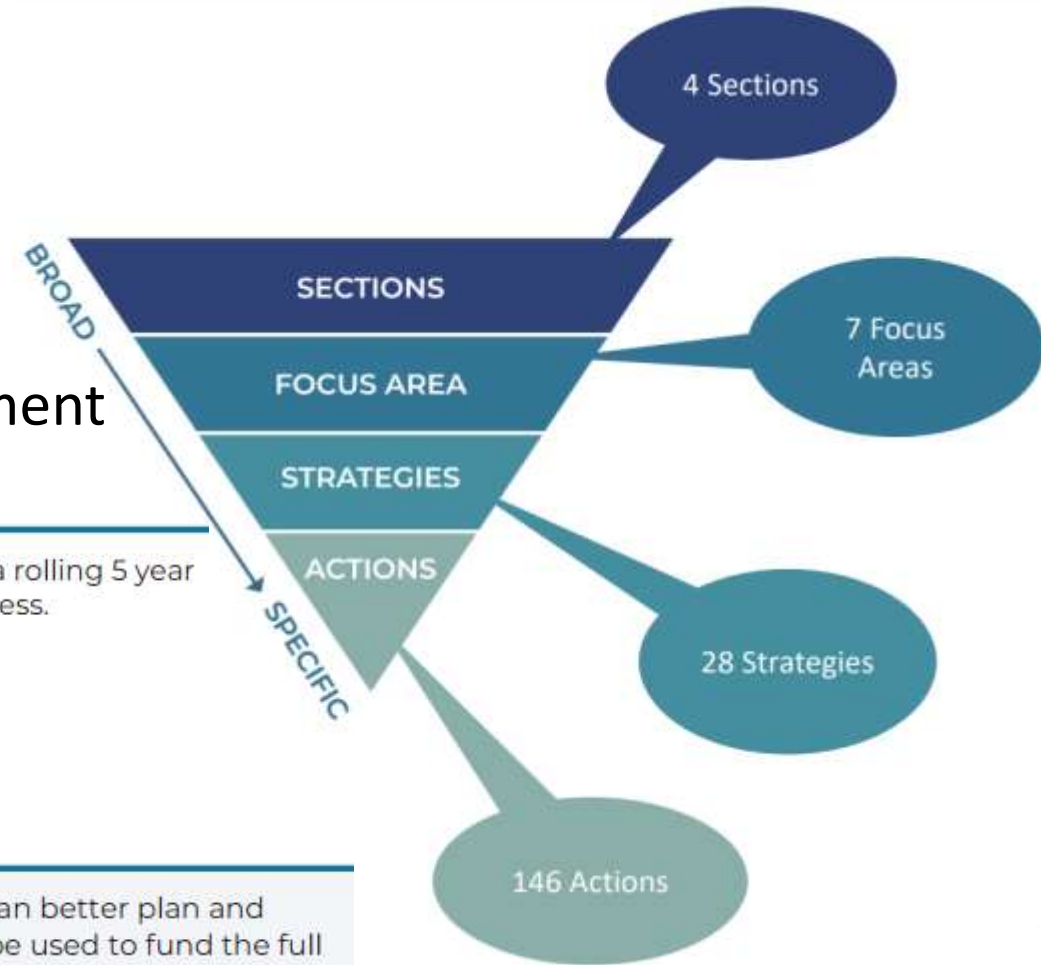 4 Sections
BROAD
SECTIONS
7 Focus
Areas
FOCUS AREA
STRATEGIES
a rolling 5 year
ACTIONS
SPECIFIC
28 Strategies
146 Actions
an better plan and
be used to fund the full